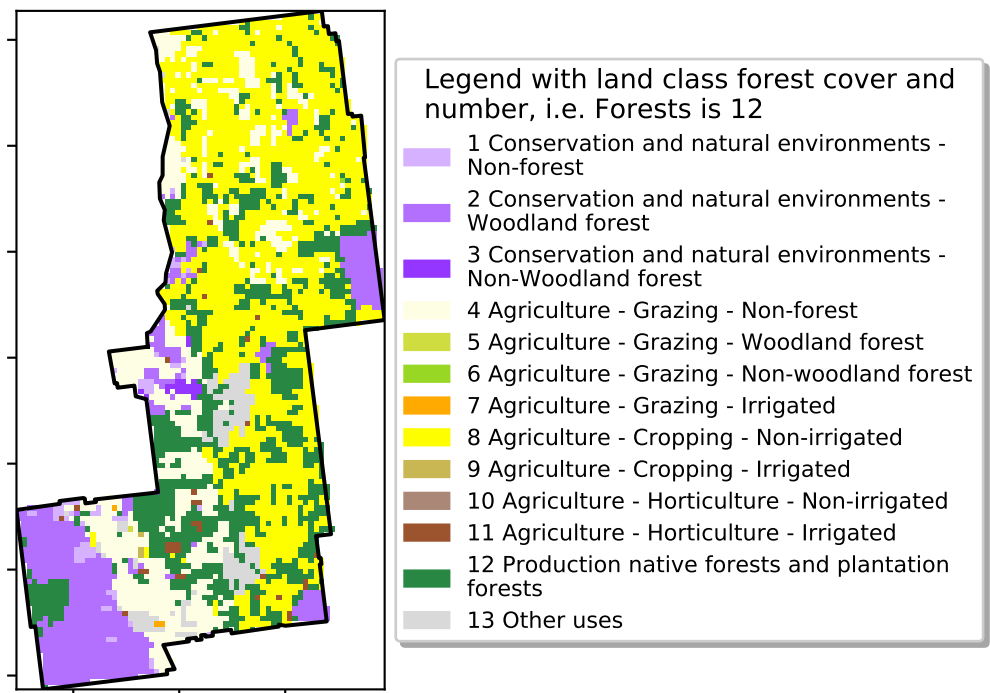 Legend with land class forest cover and
number, i.e. Forests is 12
1 Conservation and natural environments -
Non-forest
2 Conservation and natural environments -
Woodland forest
3 Conservation and natural environments -
Non-Woodland forest
4 Agriculture - Grazing - Non-forest
5 Agriculture - Grazing - Woodland forest
6 Agriculture - Grazing - Non-woodland forest
7 Agriculture - Grazing - Irrigated
8 Agriculture - Cropping - Non-irrigated
9 Agriculture - Cropping - Irrigated
10 Agriculture - Horticulture - Non-irrigated
11 Agriculture - Horticulture - Irrigated
12 Production native forests and plantation
forests
13 Other uses